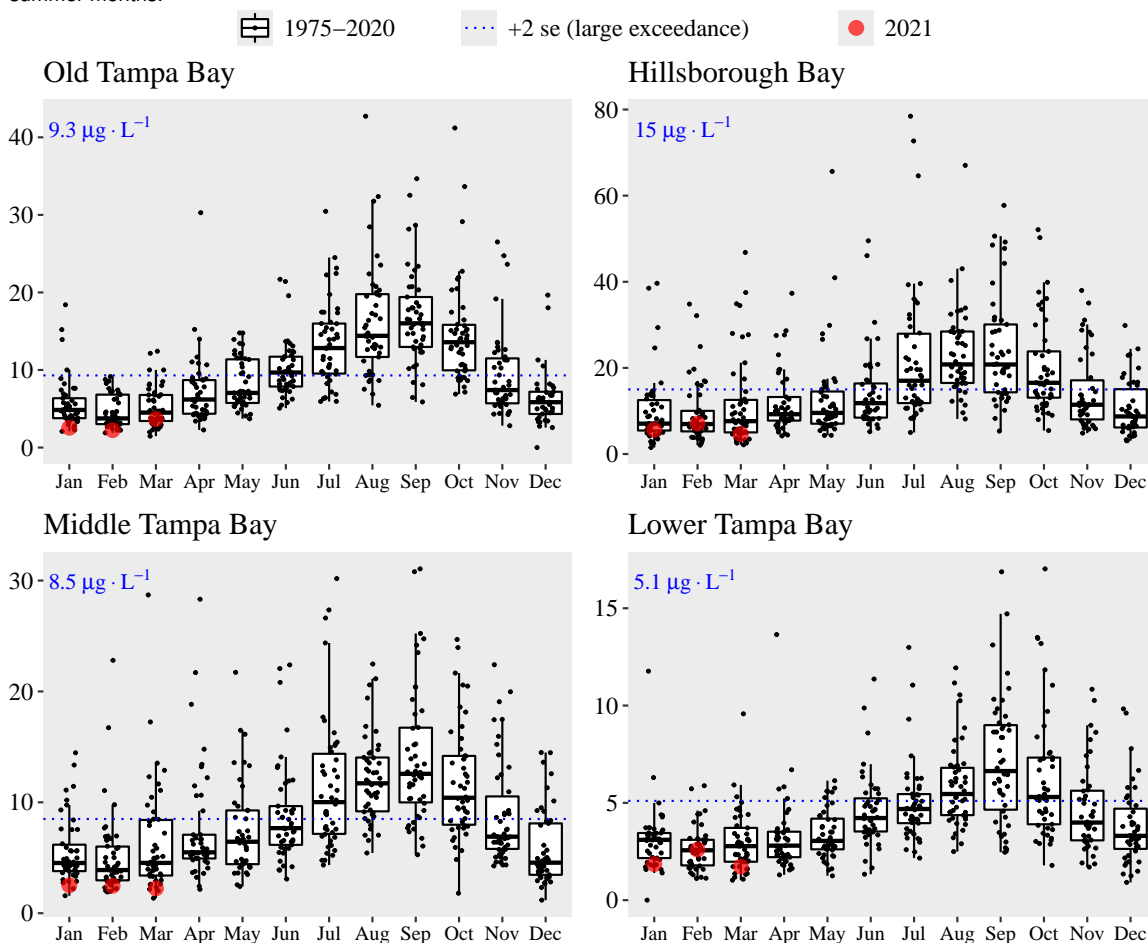 summer months.
1975–2020 +2 se (large exceedance) 2021
Old Tampa Bay
9.3 μg · L⁻¹
40
30
20
10
0
Jan Feb Mar Apr May Jun Jul Aug Sep Oct Nov Dec
Hillsborough Bay
15 μg · L⁻¹
80
60
40
20
0
Jan Feb Mar Apr May Jun Jul Aug Sep Oct Nov Dec
Middle Tampa Bay
8.5 μg · L⁻¹
30
20
10
0
Jan Feb Mar Apr May Jun Jul Aug Sep Oct Nov Dec
Lower Tampa Bay
5.1 μg · L⁻¹
15
10
5
0
Jan Feb Mar Apr May Jun Jul Aug Sep Oct Nov Dec